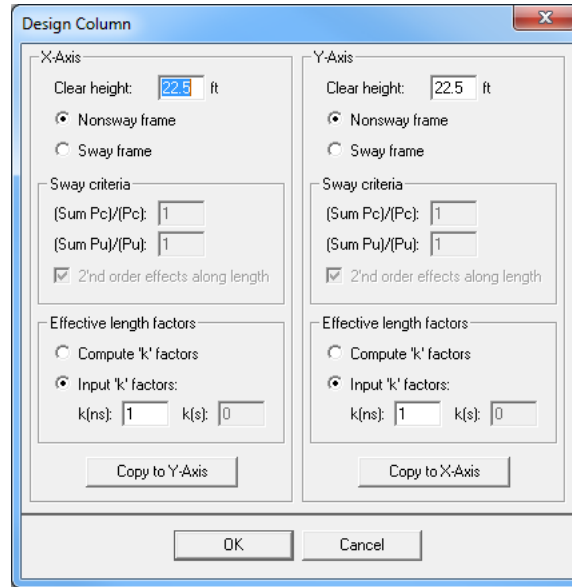 Design Column
X-Axis
Clear height: 22.5 ft
Nonsway frame
Sway frame
Sway criteria
(Sum Pc)/(Pc): 1
(Sum Pu)/(Pu): 1
2'nd order effects along length
Effective length factors
Compute 'k' factors
Input 'k' factors:
k(ns): 1 k(s): 0
Copy to Y-Axis
Y-Axis
Clear height: 22.5 ft
Nonsway frame
Sway frame
Sway criteria
(Sum Pc)/(Pc): 1
(Sum Pu)/(Pu): 1
2'nd order effects along length
Effective length factors
Compute 'k' factors
Input 'k' factors:
k(ns): 1 k(s): 0
Copy to X-Axis
OK Cancel